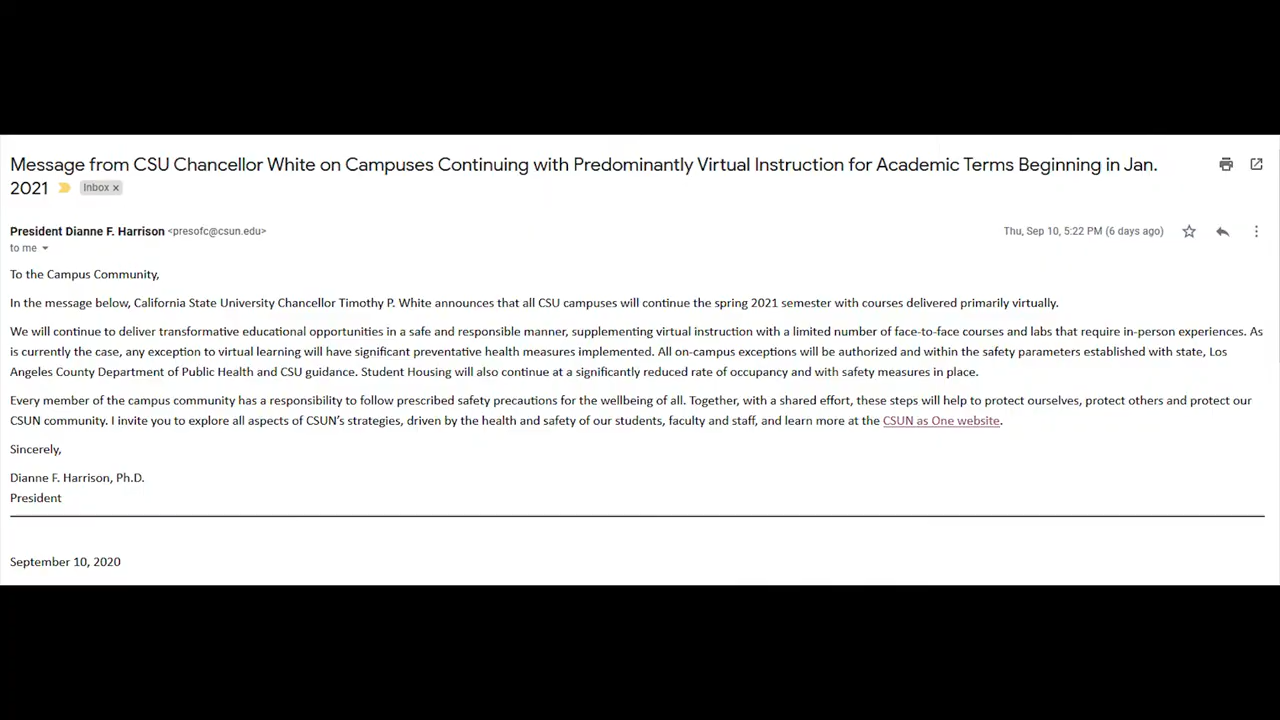 Message from CSU Chancellor White on Campuses Continuing with Predominantly Virtual Instruction for Academic Terms Beginning in Jan.
2021 Inbox x
President Dianne F. Harrison <presofc@csun.edu> Thu, Sep 10, 5:22 PM (6 days ago)
to me
To the Campus Community,
In the message below, California State University Chancellor Timothy P. White announces that all CSU campuses will continue the spring 2021 semester with courses delivered primarily virtually.
We will continue to deliver transformative educational opportunities in a safe and responsible manner, supplementing virtual instruction with a limited number of face-to-face courses and labs that require in-person experiences. As
is currently the case, any exception to virtual learning will have significant preventative health measures implemented. All on-campus exceptions will be authorized and within the safety parameters established with state, Los
Angeles County Department of Public Health and CSU guidance. Student Housing will also continue at a significantly reduced rate of occupancy and with safety measures in place.
Every member of the campus community has a responsibility to follow prescribed safety precautions for the wellbeing of all. Together, with a shared effort, these steps will help to protect ourselves, protect others and protect our
CSUN community. I invite you to explore all aspects of CSUN's strategies, driven by the health and safety of our students, faculty and staff, and learn more at the CSUN as One website.
Sincerely,
Dianne F. Harrison, Ph.D.
President
September 10, 2020